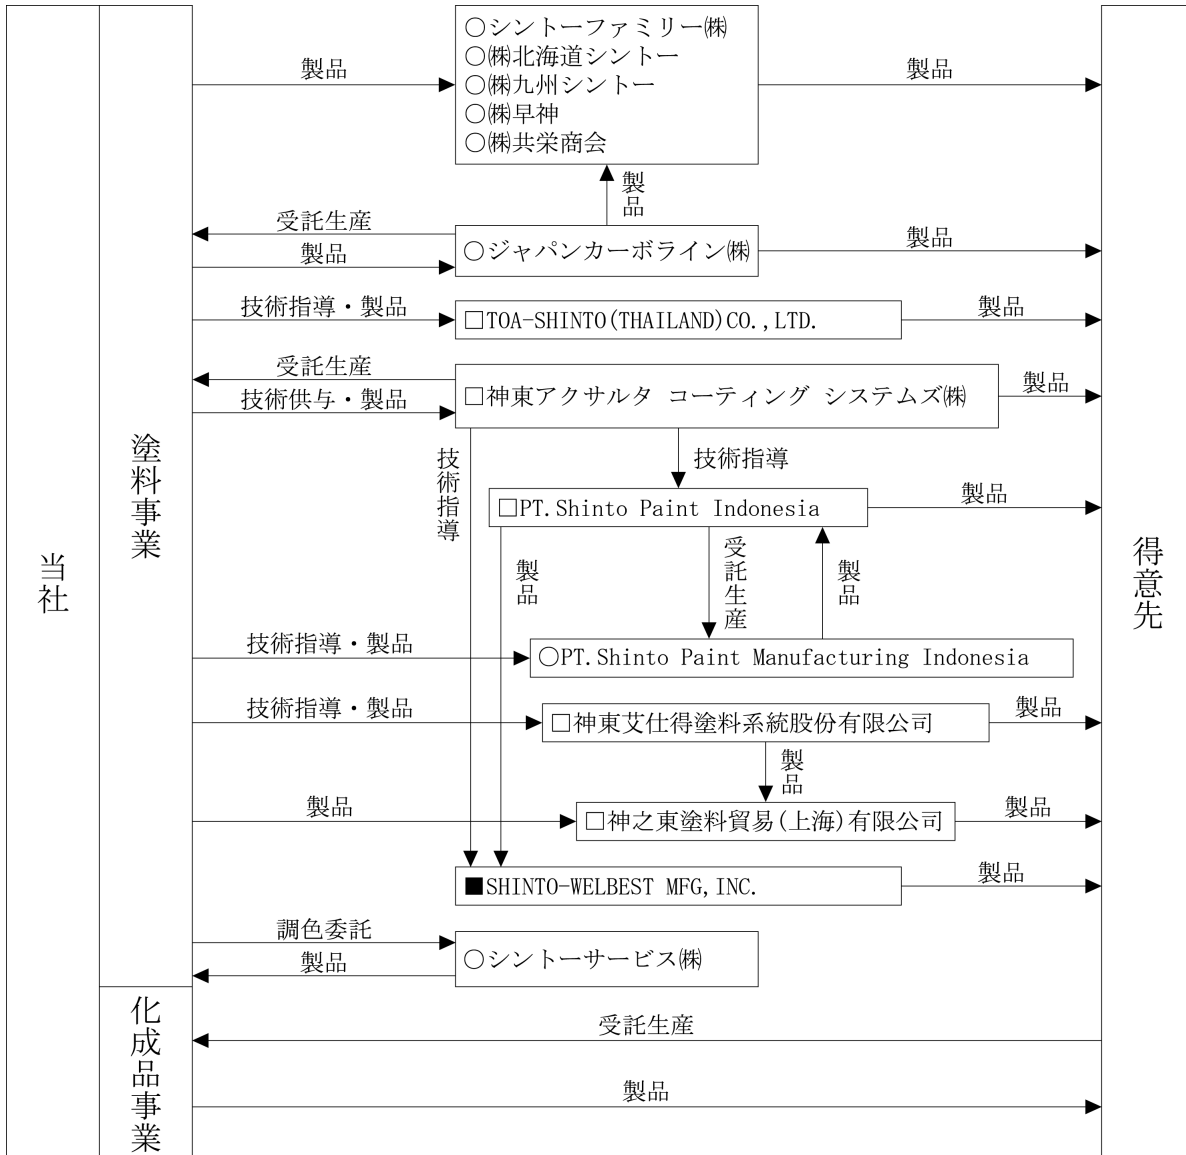 ○シントーファミリー㈱
○㈱北海道シントー
○㈱九州シントー
○㈱早神
○㈱共栄商会
製品
製品
製品
受託生産
製品
○ジャパンカーボライン㈱
製品
技術指導・製品
□TOA-SHINTO(THAILAND)CO.,LTD.
製品
受託生産
技術供与・製品
□神東アクサルタ コーティング システムズ㈱
製品
技術指導
技術指導
□PT.Shinto Paint Indonesia
製品
製品
受託生産
製品
技術指導・製品
○PT.Shinto Paint Manufacturing Indonesia
技術指導・製品
□神東艾仕得塗料系統股份有限公司
製品
製品
製品
□神之東塗料貿易(上海)有限公司
製品
■SHINTO-WELBEST MFG,INC.
製品
調色委託
製品
○シントーサービス㈱
受託生産
製品
当社
塗料事業
化成品事業
得意先